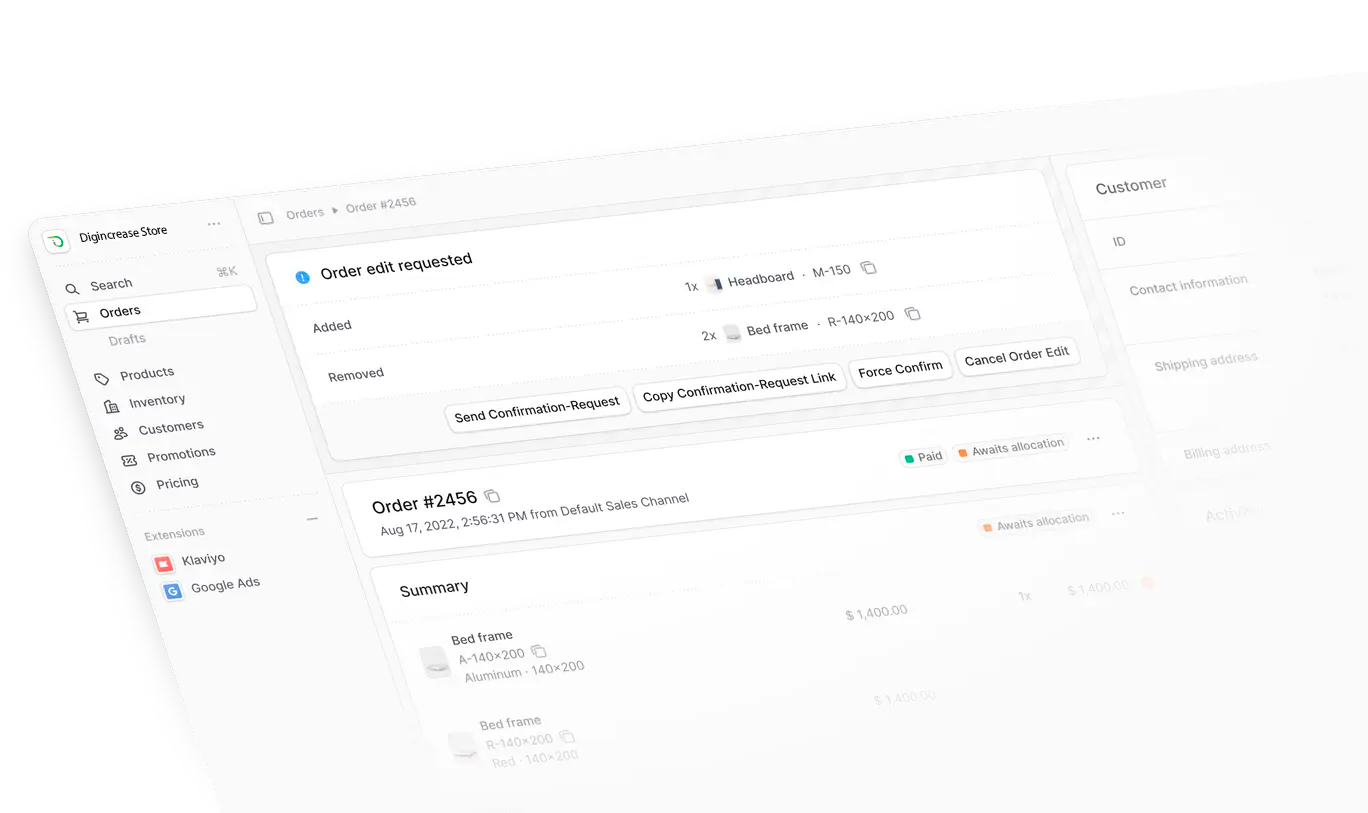 Digincrease Store
Search ⌘K
Orders
Drafts
Products
Inventory
Customers
Promotions
Pricing
Extensions
Klaviyo
Google Ads
Orders Order #2456
Order edit requested
Added 1x Headboard · M-150
Removed 2x Bed frame · R-140×200
Send Confirmation-Request Copy Confirmation-Request Link Force Confirm Cancel Order Edit
Order #2456 Paid Awaits allocation
Aug 17, 2022, 2:56:31 PM from Default Sales Channel
Summary Awaits allocation
Bed frame
A-140×200 $ 1,400.00 1x $ 1,400.00
Aluminum · 140×200
Bed frame
R-140×200 $ 1,400.00
Red · 140×200
Customer
ID
Contact information
Shipping address
Billing address